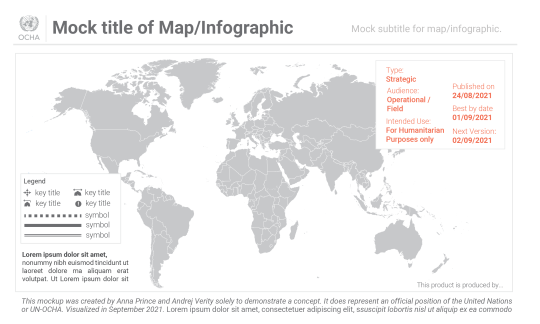 OCHA
Mock title of Map/Infographic
Mock subtitle for map/infographic.
Type:
Strategic
Audience:
Operational /
Field
Intended Use:
For Humanitarian
Purposes only
Published on
24/08/2021
Best by date
01/09/2021
Next Version:
02/09/2021
Legend
key title
key title
key title
key title
symbol
symbol
symbol
Lorem ipsum dolor sit amet,
nonummy nibh euismod tincidunt ut
laoreet dolore ma aliquam erat
volutpat. Ut Lorem ipsum dolor sit
This product is produced by...
This mockup was created by Anna Prince and Andrej Verity solely to demonstrate a concept. It does represent an official position of the United Nations
or UN-OCHA. Visualized in September 2021. Lorem ipsum dolor sit amet, consectetuer adipiscing elit, ssuscipit lobortis nisl ut aliquip ex ea commodo